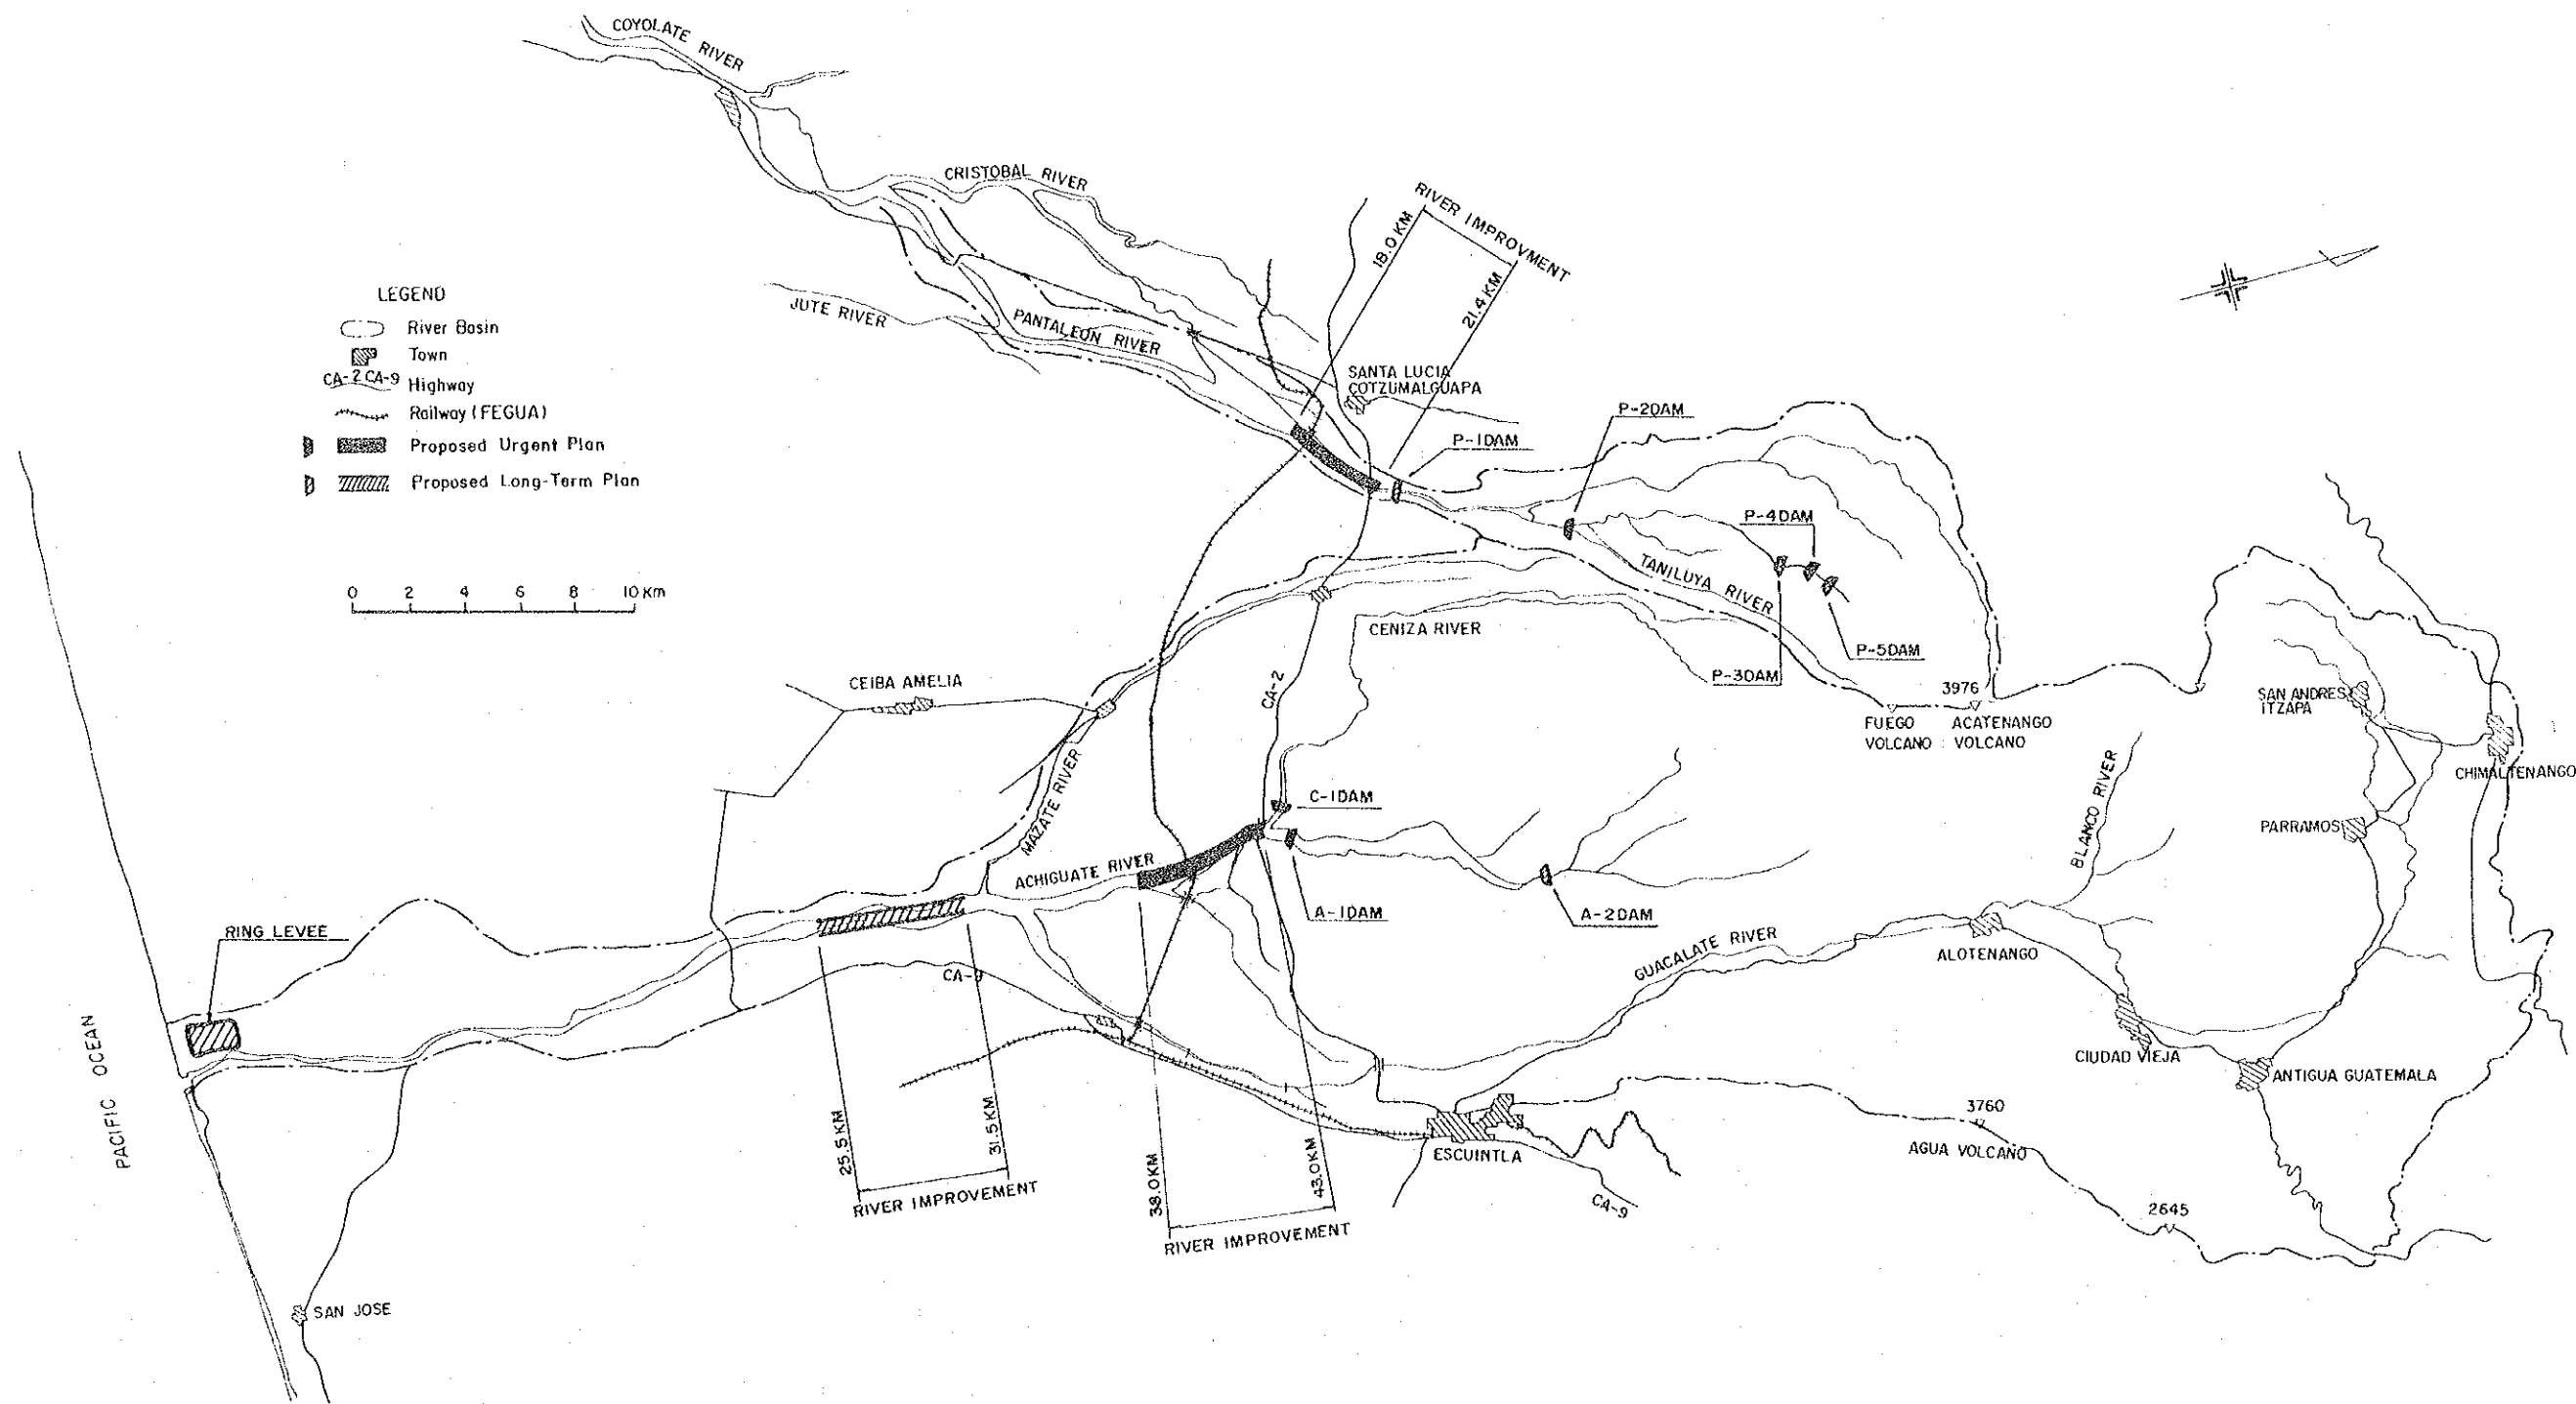 COYOLATE RIVER
CRISTOBAL RIVER
RIVER IMPROVMENT
18.0 KM
21.4 KM
LEGEND
River Basin
Town
CA-2 CA-9 Highway
Railway (FEGUA)
Proposed Urgent Plan
Proposed Long-Term Plan
0 2 4 6 8 10 Km
JUTE RIVER
PANTALEON RIVER
SANTA LUCIA
COTZUMALGUAPA
P-1DAM
P-2DAM
P-4DAM
TANILUYA RIVER
P-5DAM
P-3DAM
CENIZA RIVER
CA-2
CEIBA AMELIA
3976
FUEGO
VOLCANO
ACATENANGO
VOLCANO
SAN ANDRES
ITZAPA
CHIMALTENANGO
PARRAMOS
BLANCO RIVER
MAZATE RIVER
C-1DAM
ACHIGUATE RIVER
A-1DAM
A-2DAM
GUACALATE RIVER
ALOTENANGO
RING LEVEE
CA-9
PACIFIC OCEAN
CIUDAD VIEJA
ANTIGUA GUATEMALA
3760
AGUA VOLCANO
2645
ESCUINTLA
CA-9
25.5 KM
31.5 KM
RIVER IMPROVEMENT
38.0 KM
43.0 KM
RIVER IMPROVEMENT
SAN JOSE